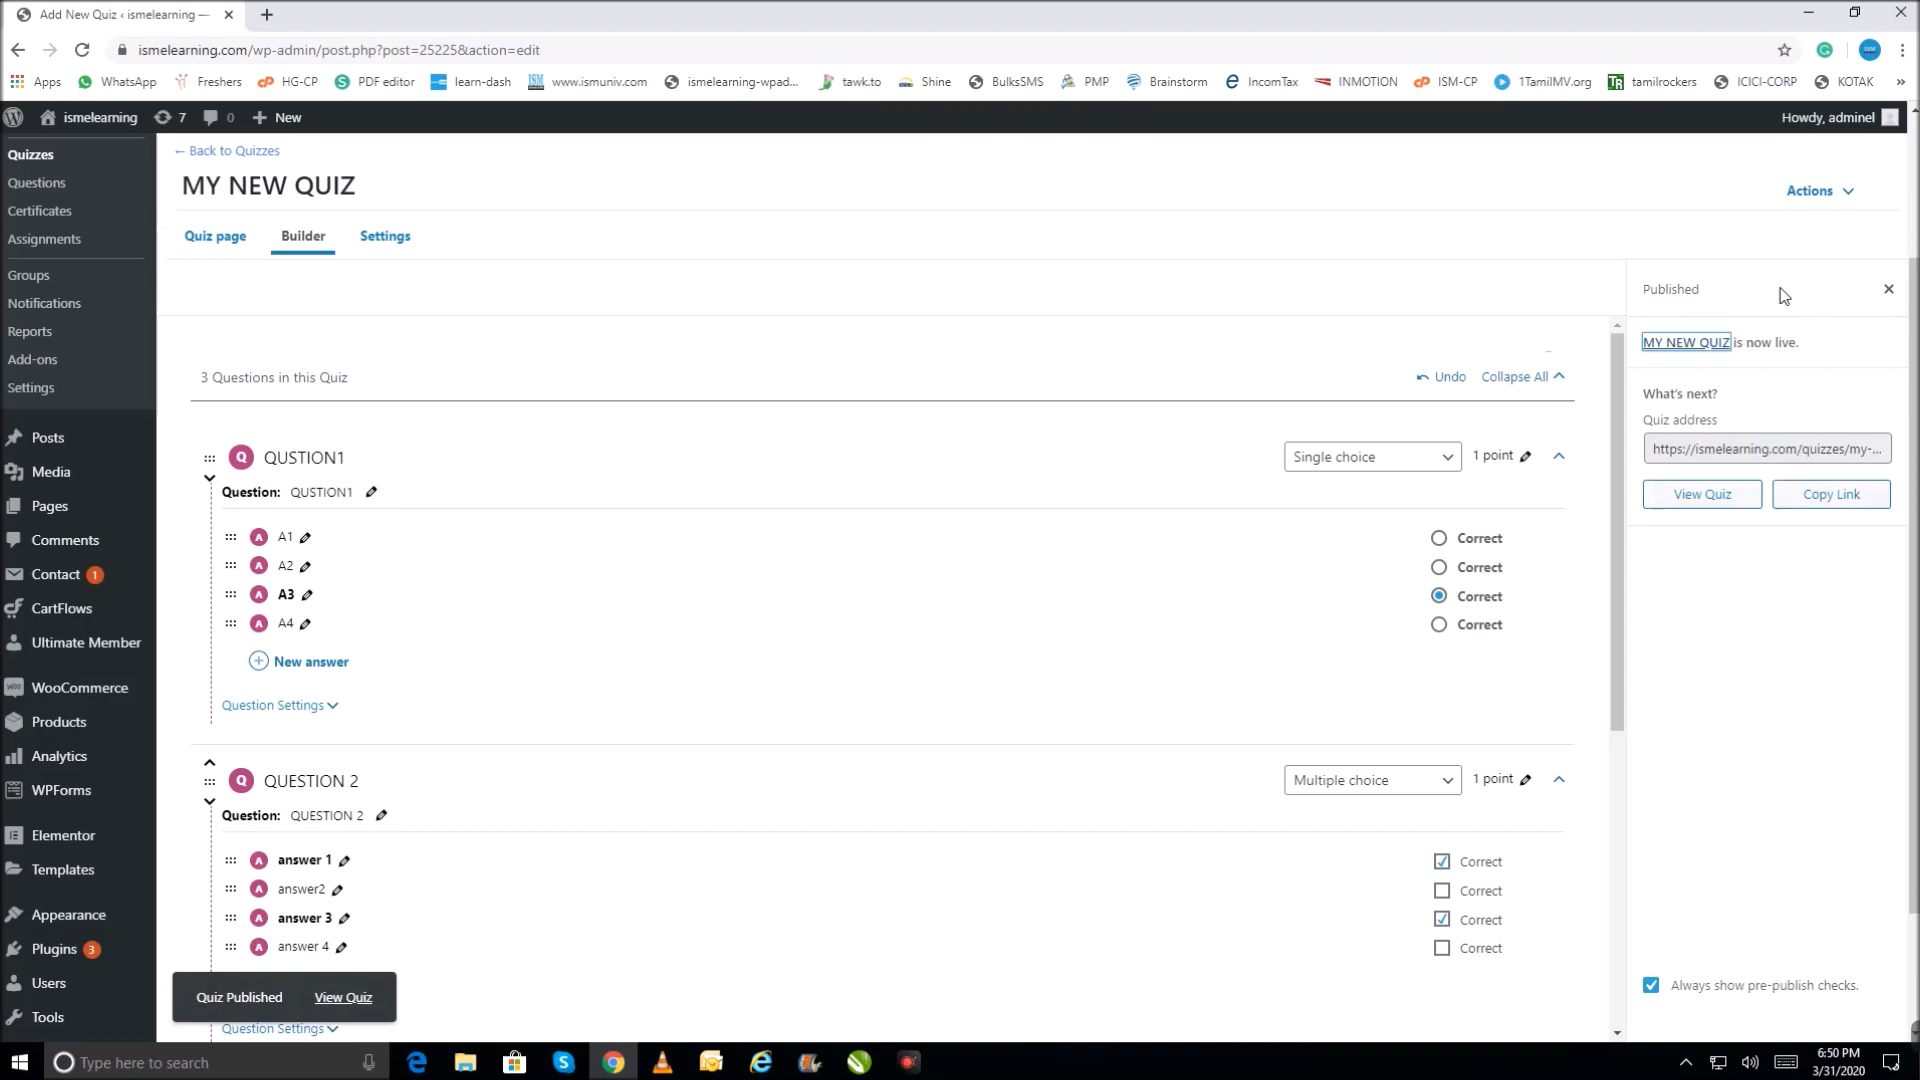 Add New Quiz ‹ ismelearning —
ismelearning.com/wp-admin/post.php?post=25225&action=edit
ISM
Apps WhatsApp Freshers HG-CP PDF editor learn-dash www.ismuniv.com ismelearning-wpad... tawk.to Shine BulksSMS PMP Brainstorm IncomTax INMOTION ISM-CP 1TamilMV.org tamilrockers ICICI-CORP KOTAK »
ismelearning 7 0 + New Howdy, adminel
Quizzes
Questions
Certificates
Assignments
Groups
Notifications
Reports
Add-ons
Settings
Posts
Media
Pages
Comments
Contact 1
CartFlows
Ultimate Member
WooCommerce
Products
Analytics
WPForms
Elementor
Templates
Appearance
Plugins 3
Users
Tools
← Back to Quizzes
MY NEW QUIZ
Actions
Quiz page Builder Settings
3 Questions in this Quiz Undo Collapse All
Q QUSTION1 Single choice 1 point
Question: QUSTION1
A A1 Correct
A A2 Correct
A A3 Correct
A A4 Correct
New answer
Question Settings
Q QUESTION 2 Multiple choice 1 point
Question: QUESTION 2
A answer 1 Correct
A answer2 Correct
A answer 3 Correct
A answer 4 Correct
Quiz Published View Quiz
Question Settings
Published
MY NEW QUIZ is now live.
What's next?
Quiz address
https://ismelearning.com/quizzes/my-...
View Quiz Copy Link
Always show pre-publish checks.
Type here to search
6:50 PM
3/31/2020